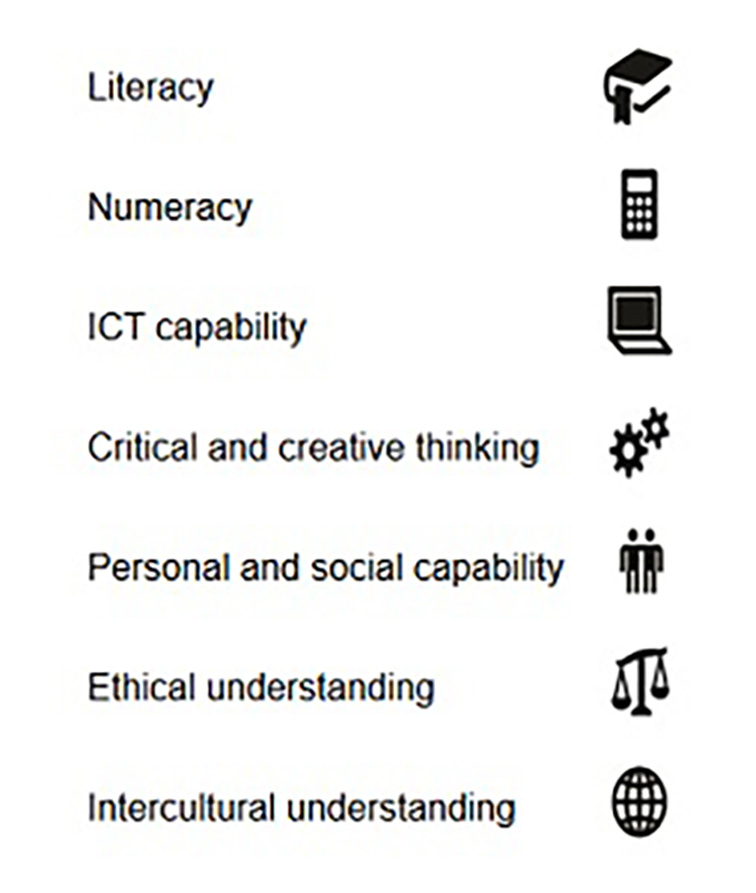 Literacy
Numeracy
ICT capability
Critical and creative thinking
Personal and social capability
Ethical understanding
Intercultural understanding